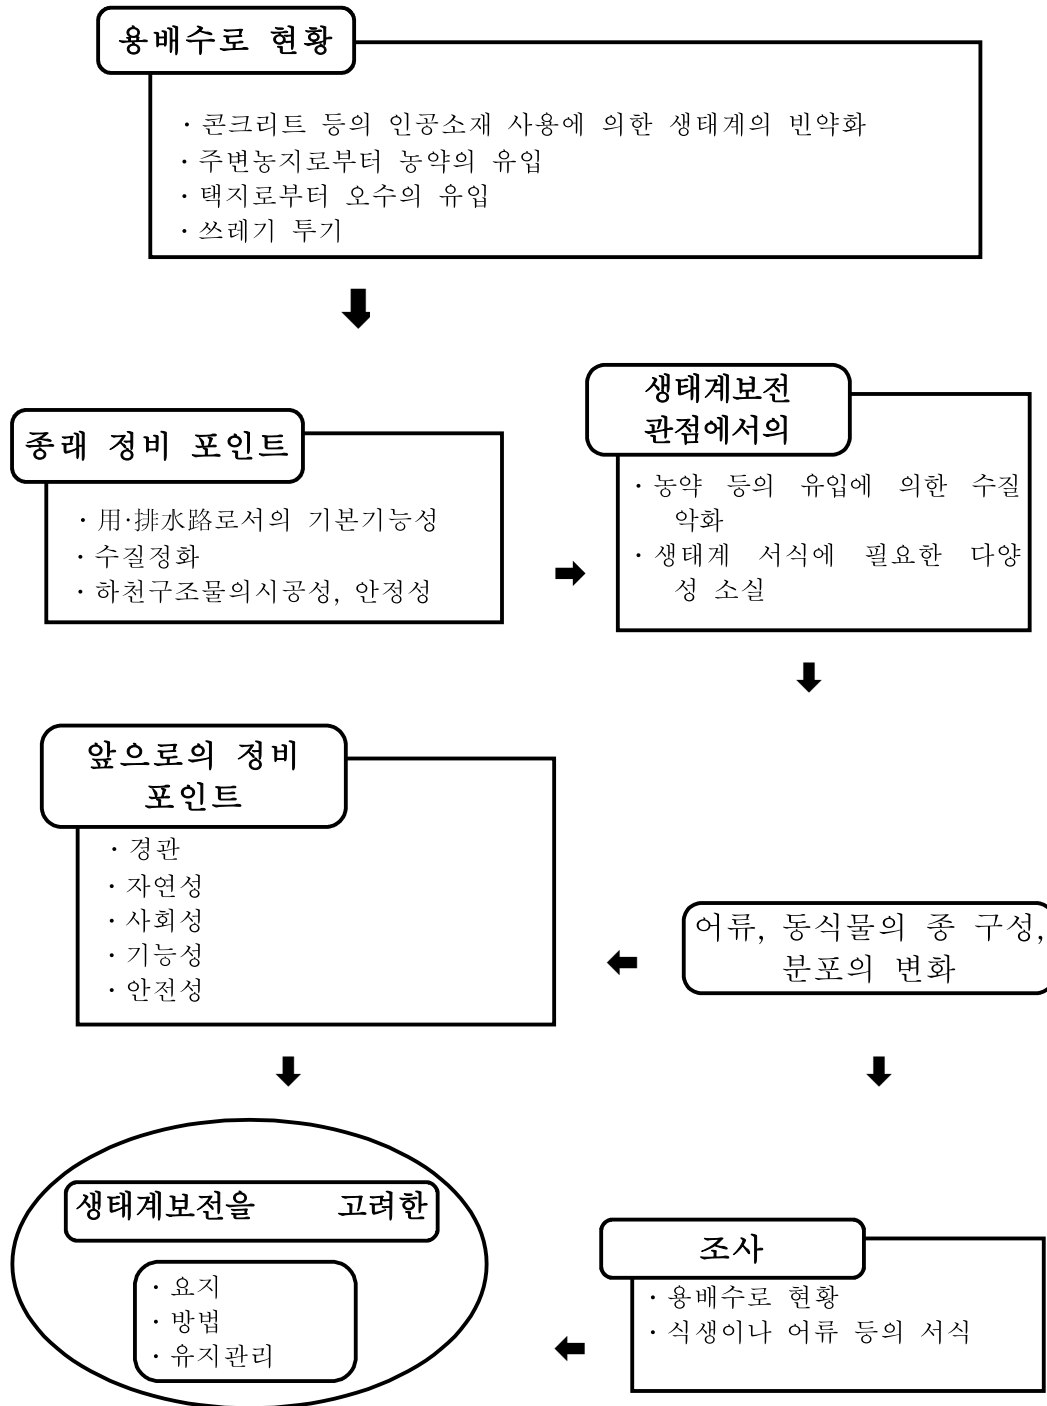 용배수로 현황
· 콘크리트 등의 인공소재 사용에 의한 생태계의 빈약화
· 주변농지로부터 농약의 유입
· 택지로부터 오수의 유입
· 쓰레기 투기
종래 정비 포인트
· 用·排水路로서의 기본기능성
· 수질정화
· 하천구조물의시공성, 안정성
생태계보전
관점에서의
· 농약 등의 유입에 의한 수질
악화
· 생태계 서식에 필요한 다양
성 소실
앞으로의 정비
포인트
· 경관
· 자연성
· 사회성
· 기능성
· 안전성
어류, 동식물의 종 구성,
분포의 변화
생태계보전을 고려한
· 요지
· 방법
· 유지관리
조사
· 용배수로 현황
· 식생이나 어류 등의 서식